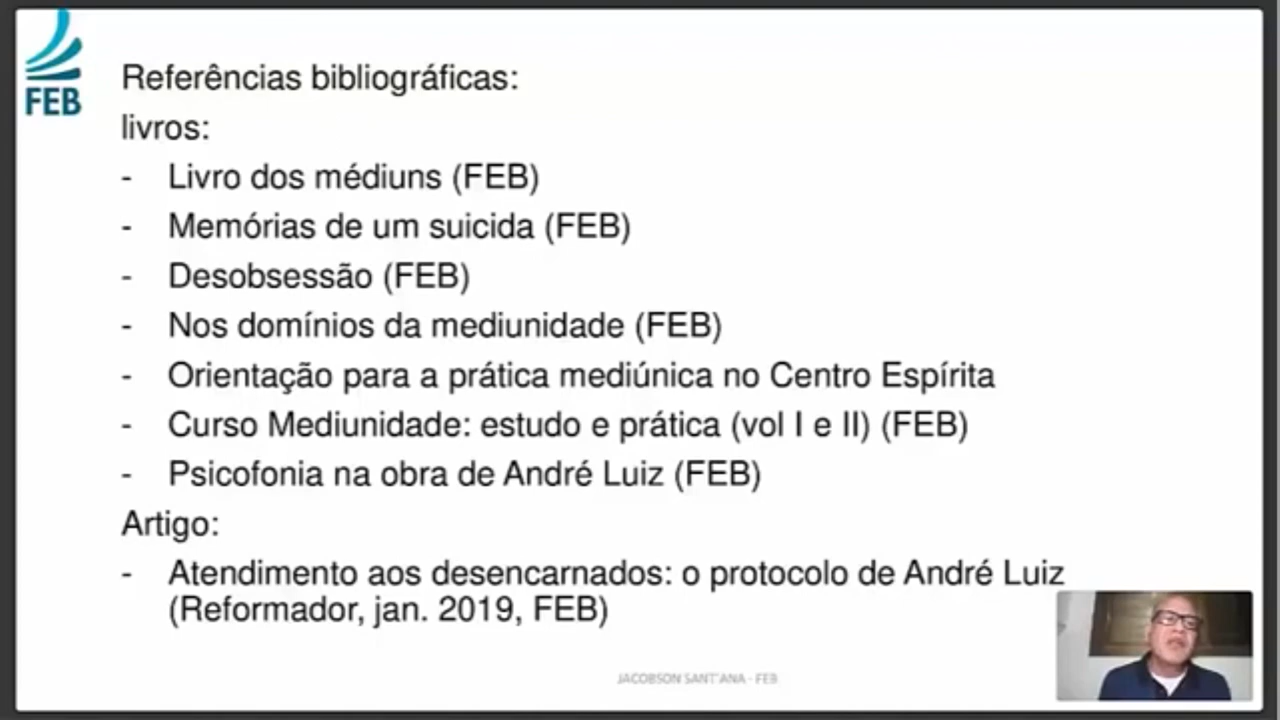 FEB
Referências bibliográficas:
livros:
- Livro dos médiuns (FEB)
- Memórias de um suicida (FEB)
- Desobsessão (FEB)
- Nos domínios da mediunidade (FEB)
- Orientação para a prática mediúnica no Centro Espírita
- Curso Mediunidade: estudo e prática (vol I e II) (FEB)
- Psicofonia na obra de André Luiz (FEB)
Artigo:
- Atendimento aos desencarnados: o protocolo de André Luiz
(Reformador, jan. 2019, FEB)
JACOBSON SANT'ANA - FEB